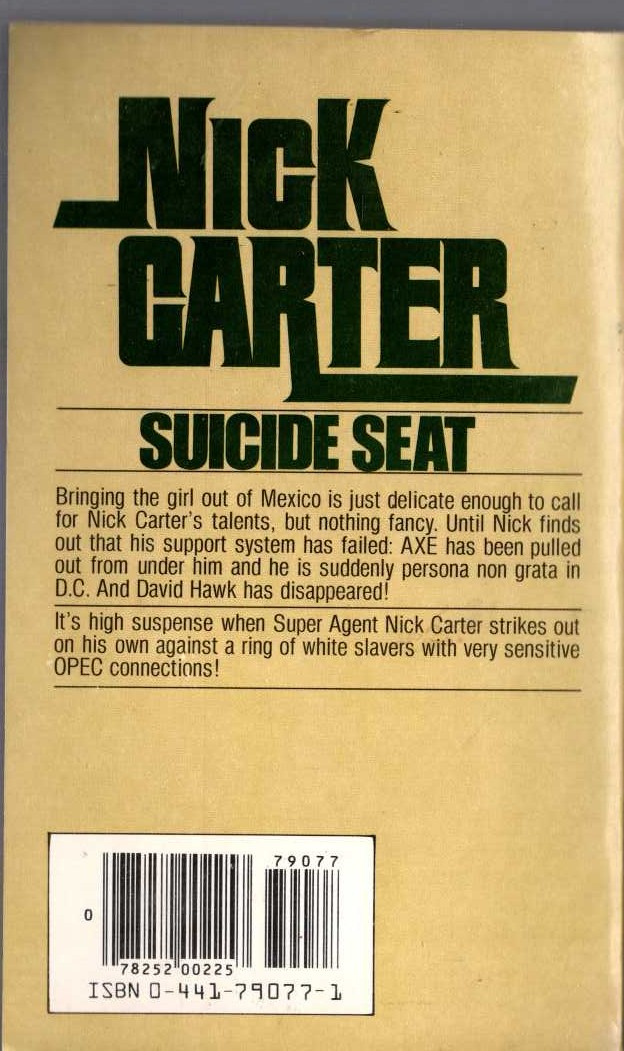 NICK
CARTER
SUICIDE SEAT
Bringing the girl out of Mexico is just delicate enough to call
for Nick Carter's talents, but nothing fancy. Until Nick finds
out that his support system has failed: AXE has been pulled
out from under him and he is suddenly persona non grata in
D.C. And David Hawk has disappeared!
It's high suspense when Super Agent Nick Carter strikes out
on his own against a ring of white slavers with very sensitive
OPEC connections!
79077
0
78252 00225
ISBN 0-441-79077-1